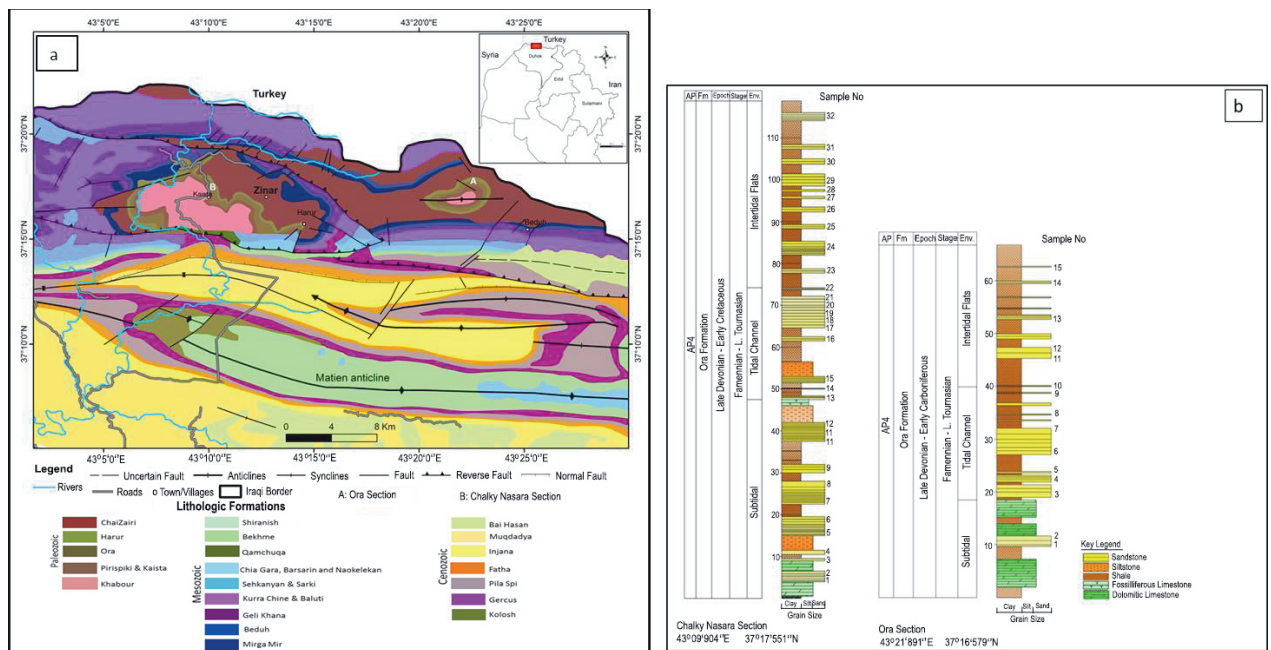 a
43°5'0"E 43°10'0"E 43°15'0"E 43°20'0"E 43°25'0"E
37°20'0"N
37°15'0"N
37°10'0"N
Turkey
Syria
Turkey
Duhok
Erbil
Iran
Sulaimani
B
Kaista
Zinar
Harur
A
Beduh
Matien anticline
0 4 8 Km
43°5'0"E 43°10'0"E 43°15'0"E 43°20'0"E 43°25'0"E
Legend
Uncertain Fault Anticlines Synclines Fault Reverse Fault Normal Fault
Rivers Roads o Town/Villages Iraqi Border A: Ora Section B: Chalky Nasara Section
Lithologic Formations
Paleozoic
ChaiZairi
Harur
Ora
Pirispiki & Kaista
Khabour
Mesozoic
Shiranish
Bekhme
Qamchuqa
Chia Gara, Barsarin and Naokelekan
Sehkanyan & Sarki
Kurra Chine & Baluti
Geli Khana
Beduh
Mirga Mir
Cenozoic
Bai Hasan
Muqdadya
Injana
Fatha
Pila Spi
Gercus
Kolosh
b
AP Fm Epoch Stage Env. Sample No
AP4
Ora Formation
Late Devonian - Early Cretaceous
Famennian - L. Tournasian
Intertidal Flats
Tidal Channel
Subtidal
110
100
90
80
70
60
50
40
30
20
10
32
31
30
29
28
27
26
25
24
23
22
21
20
19
18
17
16
15
14
13
12
11
11
9
8
7
6
5
4
3
2
1
Clay Silt Sand
Grain Size
Chalky Nasara Section
43°09'904"E 37°17'551"N
AP Fm Epoch Stage Env. Sample No
AP4
Ora Formation
Late Devonian - Early Carboniferous
Famennian - L. Tournasian
Intertidal Flats
Tidal Channel
Subtidal
60
50
40
30
20
10
15
14
13
12
11
10
9
8
7
6
5
4
3
2
1
Clay Silt Sand
Grain Size
Ora Section
43°21'891"E 37°16'579"N
Key Legend
Sandstone
Siltstone
Shale
Fossilliferous Limestone
Dolomitic Limestone